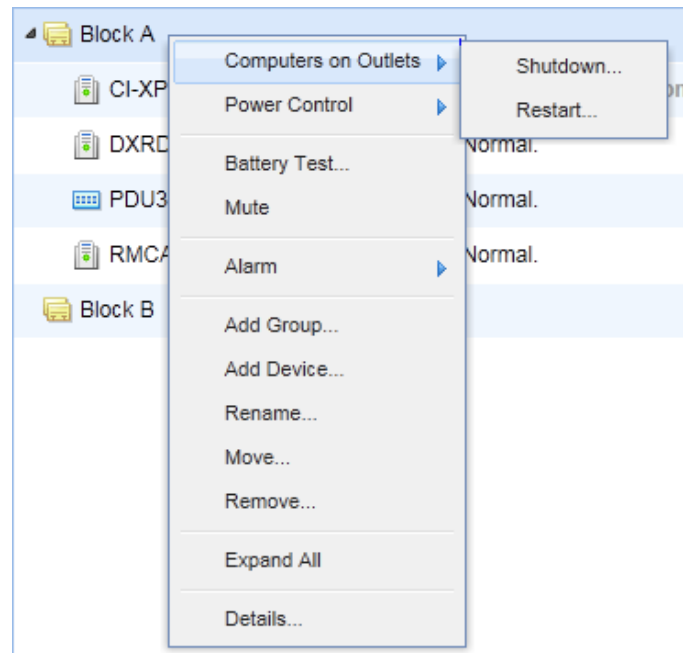 Block A
Computers on Outlets
Shutdown...
CI-XP
Power Control
Restart...
DXRD
Normal.
Battery Test...
PDU3
Mute
Normal.
RMCA
Alarm
Normal.
Block B
Add Group...
Add Device...
Rename...
Move...
Remove...
Expand All
Details...